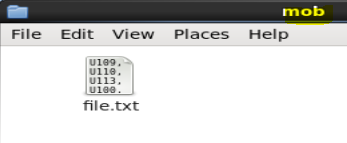 mob
File Edit View Places Help
U109,
U110,
U113,
U100.
file.txt